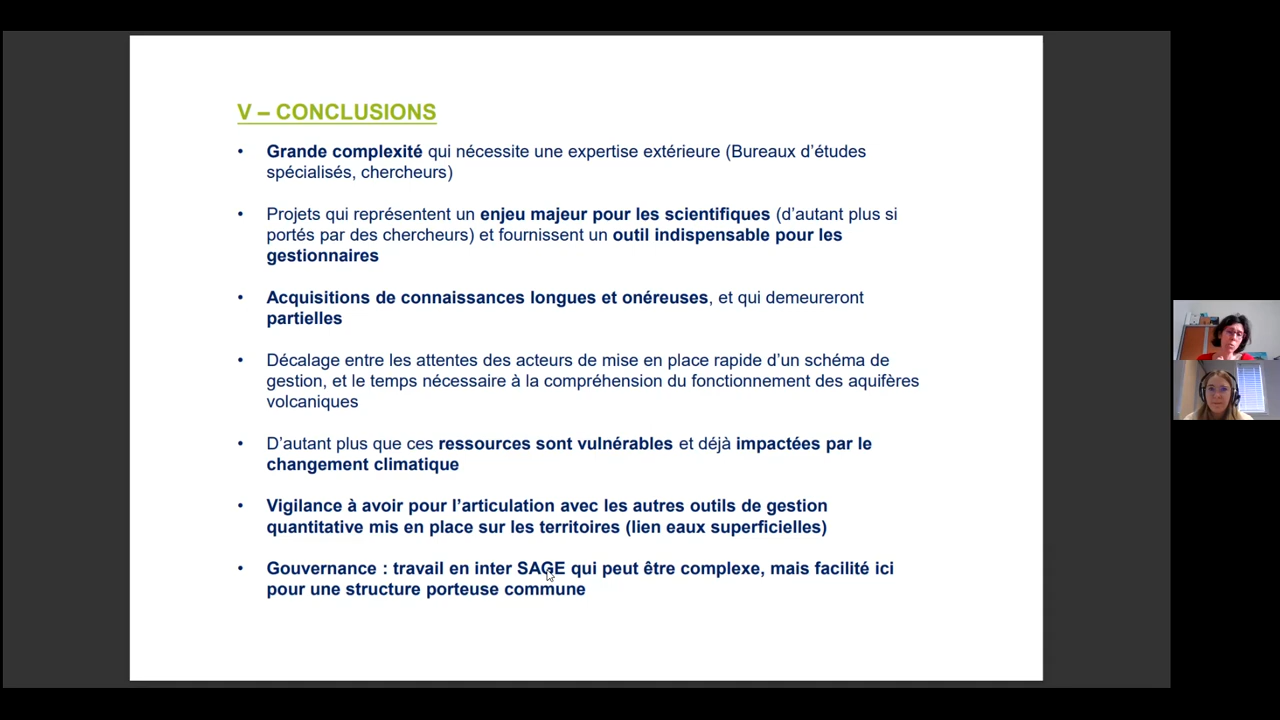 V – CONCLUSIONS
• Grande complexité qui nécessite une expertise extérieure (Bureaux d’études
spécialisés, chercheurs)
• Projets qui représentent un enjeu majeur pour les scientifiques (d’autant plus si
portés par des chercheurs) et fournissent un outil indispensable pour les
gestionnaires
• Acquisitions de connaissances longues et onéreuses, et qui demeureront
partielles
• Décalage entre les attentes des acteurs de mise en place rapide d’un schéma de
gestion, et le temps nécessaire à la compréhension du fonctionnement des aquifères
volcaniques
• D’autant plus que ces ressources sont vulnérables et déjà impactées par le
changement climatique
• Vigilance à avoir pour l’articulation avec les autres outils de gestion
quantitative mis en place sur les territoires (lien eaux superficielles)
• Gouvernance : travail en inter SAGE qui peut être complexe, mais facilité ici
pour une structure porteuse commune